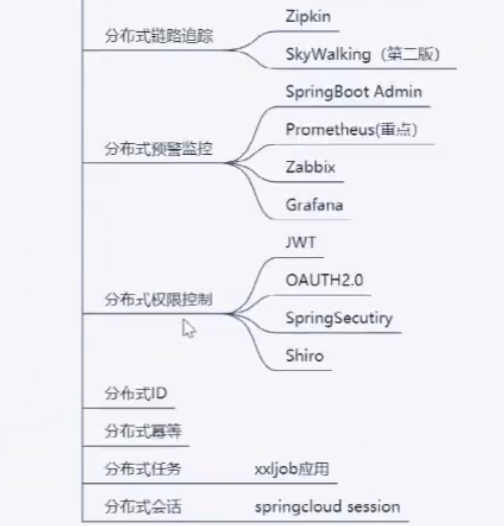 分布式链路追踪
Zipkin
SkyWalking（第二版）
分布式预警监控
SpringBoot Admin
Prometheus(重点)
Zabbix
Grafana
分布式权限控制
JWT
OAUTH2.0
SpringSecutiry
Shiro
分布式ID
分布式幂等
分布式任务 xxljob应用
分布式会话 springcloud session